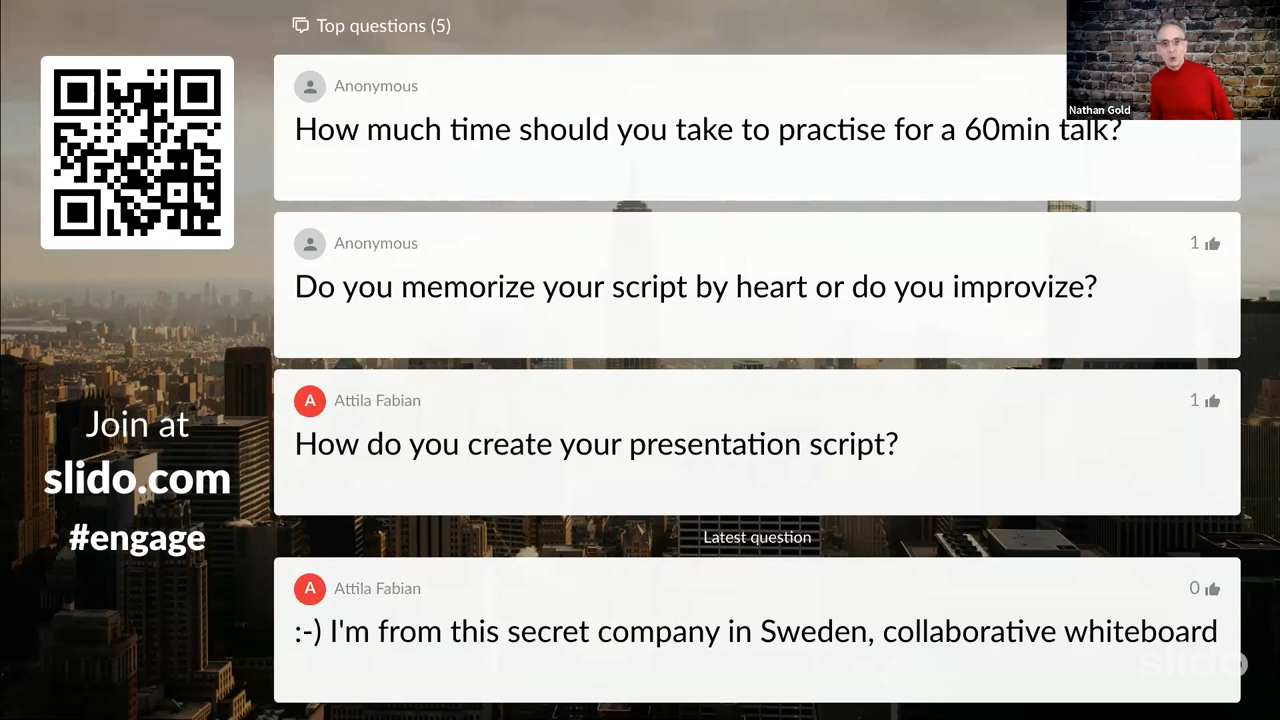 Top questions (5)
Nathan Gold
Anonymous
How much time should you take to practise for a 60min talk?
Anonymous
1
Do you memorize your script by heart or do you improvize?
A
Attila Fabian
1
How do you create your presentation script?
Join at
slido.com
#engage
Latest question
A
Attila Fabian
0
:-) I'm from this secret company in Sweden, collaborative whiteboard
slido